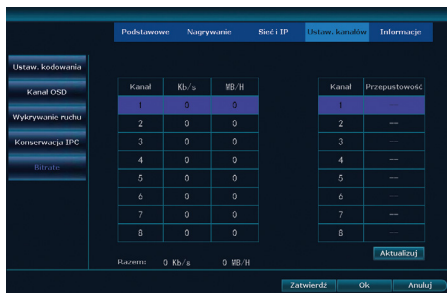 Podstawowe Nagrywanie Sieć i IP Ustaw. kanałów Informacje
Ustaw. kodowania
Kanał OSD
Wykrywanie ruchu
Konserwacja IPC
Bitrate
Kanał Kb/s MB/H Kanał Przepustowość
1 0 0 1 ---
2 0 0 2 ---
3 0 0 3 ---
4 0 0 4 ---
5 0 0 5 ---
6 0 0 6 ---
7 0 0 7 ---
8 0 0 8 ---
Aktualizuj
Razem: 0 Kb/s 0 MB/H
Zatwierdź Ok Anuluj